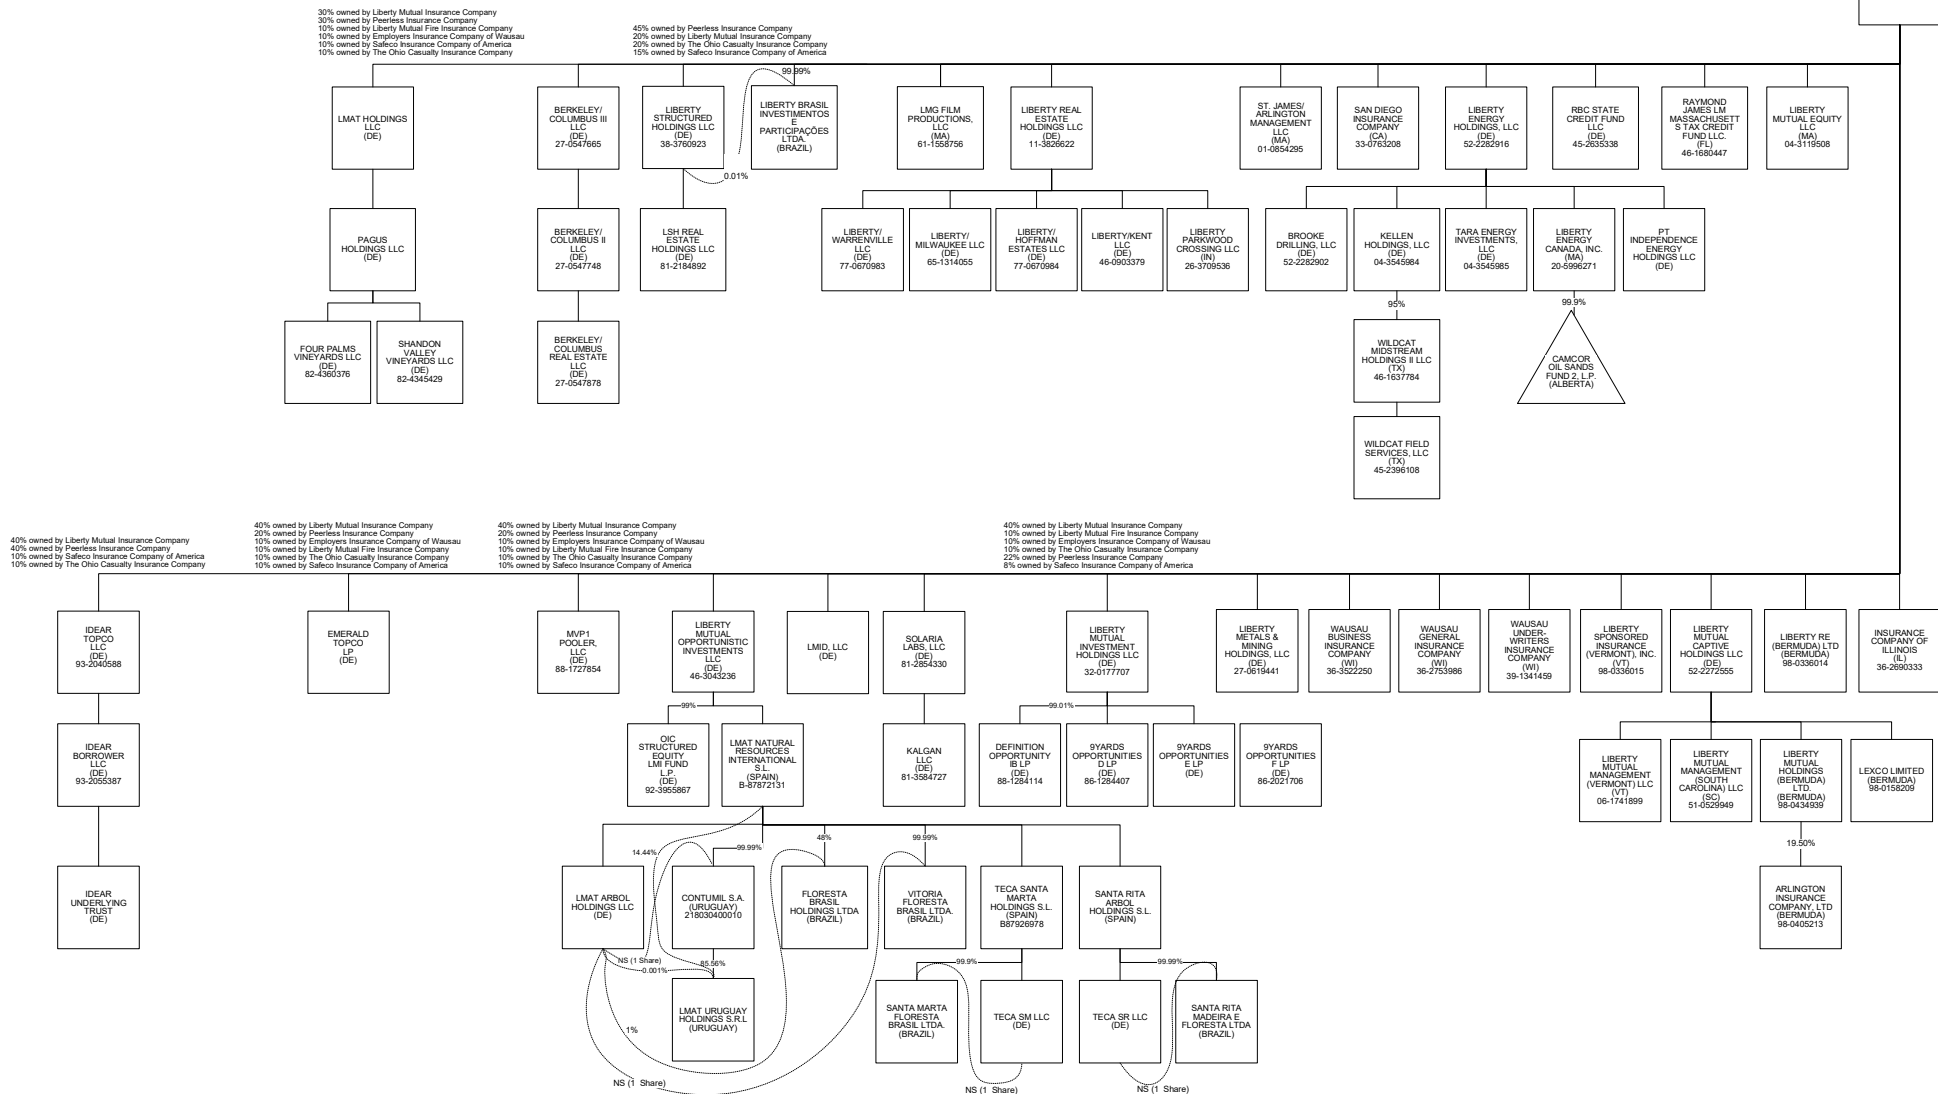 30% owned by Liberty Mutual Insurance Company
30% owned by Peerless Insurance Company
10% owned by Liberty Mutual Fire Insurance Company
10% owned by Employers Insurance Company of Wausau
10% owned by Safeco Insurance Company of America
10% owned by The Ohio Casualty Insurance Company
45% owned by Peerless Insurance Company
20% owned by Liberty Mutual Insurance Company
20% owned by The Ohio Casualty Insurance Company
15% owned by Safeco Insurance Company of America
99.99%
LMAT HOLDINGS
LLC
(DE)
BERKELEY/
COLUMBUS III
LLC
(DE)
27-0547665
LIBERTY
STRUCTURED
HOLDINGS LLC
(DE)
38-3760923
LIBERTY BRASIL
INVESTIMENTOS
E
PARTICIPAÇÕES
LTDA.
(BRAZIL)
LMG FILM
PRODUCTIONS,
LLC
(MA)
61-1558756
LIBERTY REAL
ESTATE
HOLDINGS LLC
(DE)
11-3826622
ST. JAMES/
ARLINGTON
MANAGEMENT
LLC
(MA)
01-0854295
SAN DIEGO
INSURANCE
COMPANY
(CA)
33-0763208
LIBERTY
ENERGY
HOLDINGS, LLC
(DE)
52-2282916
RBC STATE
CREDIT FUND
LLC
(DE)
45-2635338
RAYMOND
JAMES LM
MASSACHUSETT
S TAX CREDIT
FUND LLC.
(FL)
46-1680447
LIBERTY
MUTUAL EQUITY
LLC
(MA)
04-3119508
0.01%
PAGUS
HOLDINGS LLC
(DE)
BERKELEY/
COLUMBUS II
LLC
(DE)
27-0547748
LSH REAL
ESTATE
HOLDINGS LLC
(DE)
81-2184892
LIBERTY/
WARRENVILLE
LLC
(DE)
77-0670983
LIBERTY/
MILWAUKEE LLC
(DE)
65-1314055
LIBERTY/
HOFFMAN
ESTATES LLC
(DE)
77-0670984
LIBERTY/KENT
LLC
(DE)
46-0903379
LIBERTY
PARKWOOD
CROSSING LLC
(IN)
26-3709536
BROOKE
DRILLING, LLC
(DE)
52-2282902
KELLEN
HOLDINGS, LLC
(DE)
04-3545984
TARA ENERGY
INVESTMENTS,
LLC
(DE)
04-3545985
LIBERTY
ENERGY
CANADA, INC.
(MA)
20-5996271
PT
INDEPENDENCE
ENERGY
HOLDINGS LLC
(DE)
95%
99.9%
FOUR PALMS
VINEYARDS LLC
(DE)
82-4360376
SHANDON
VALLEY
VINEYARDS LLC
(DE)
82-4345429
BERKELEY/
COLUMBUS
REAL ESTATE
LLC
(DE)
27-0547878
WILDCAT
MIDSTREAM
HOLDINGS II LLC
(TX)
46-1637784
CAMCOR
OIL SANDS
FUND 2, L.P.
(ALBERTA)
WILDCAT FIELD
SERVICES, LLC
(TX)
45-2396108
40% owned by Liberty Mutual Insurance Company
40% owned by Peerless Insurance Company
10% owned by Safeco Insurance Company of America
10% owned by The Ohio Casualty Insurance Company
40% owned by Liberty Mutual Insurance Company
20% owned by Peerless Insurance Company
10% owned by Employers Insurance Company of Wausau
10% owned by Liberty Mutual Fire Insurance Company
10% owned by The Ohio Casualty Insurance Company
10% owned by Safeco Insurance Company of America
40% owned by Liberty Mutual Insurance Company
20% owned by Peerless Insurance Company
10% owned by Employers Insurance Company of Wausau
10% owned by Liberty Mutual Fire Insurance Company
10% owned by The Ohio Casualty Insurance Company
10% owned by Safeco Insurance Company of America
40% owned by Liberty Mutual Insurance Company
10% owned by Liberty Mutual Fire Insurance Company
10% owned by Employers Insurance Company of Wausau
10% owned by The Ohio Casualty Insurance Company
22% owned by Peerless Insurance Company
8% owned by Safeco Insurance Company of America
IDEAR
TOPCO
LLC
(DE)
93-2040588
EMERALD
TOPCO
LP
(DE)
MVP1
POOLER,
LLC
(DE)
88-1727854
LIBERTY
MUTUAL
OPPORTUNISTIC
INVESTMENTS
LLC
(DE)
46-3043236
LMID, LLC
(DE)
SOLARIA
LABS, LLC
(DE)
81-2854330
LIBERTY
MUTUAL
INVESTMENT
HOLDINGS LLC
(DE)
32-0177707
LIBERTY
METALS &
MINING
HOLDINGS, LLC
(DE)
27-0619441
WAUSAU
BUSINESS
INSURANCE
COMPANY
(WI)
36-3522250
WAUSAU
GENERAL
INSURANCE
COMPANY
(WI)
36-2753986
WAUSAU
UNDER-
WRITERS
INSURANCE
COMPANY
(WI)
39-1341459
LIBERTY
SPONSORED
INSURANCE
(VERMONT), INC.
(VT)
98-0336015
LIBERTY
MUTUAL
CAPTIVE
HOLDINGS LLC
(DE)
52-2272555
LIBERTY RE
(BERMUDA) LTD
(BERMUDA)
98-0336014
INSURANCE
COMPANY OF
ILLINOIS
(IL)
36-2690333
99%
99.01%
IDEAR
BORROWER
LLC
(DE)
93-2055387
OIC
STRUCTURED
EQUITY
LMI FUND
L.P.
(DE)
92-3955867
LMAT NATURAL
RESOURCES
INTERNATIONAL
S.L.
(SPAIN)
B-87872131
KALGAN
LLC
(DE)
81-3584727
DEFINITION
OPPORTUNITY
IB LP
(DE)
88-1284114
9YARDS
OPPORTUNITIES
D LP
(DE)
86-1284407
9YARDS
OPPORTUNITIES
E LP
(DE)
9YARDS
OPPORTUNITIES
F LP
(DE)
86-2021706
LIBERTY
MUTUAL
MANAGEMENT
(VERMONT) LLC
(VT)
06-1741899
LIBERTY
MUTUAL
MANAGEMENT
(SOUTH
CAROLINA) LLC
(SC)
51-0529949
LIBERTY
MUTUAL
HOLDINGS
(BERMUDA)
LTD.
(BERMUDA)
98-0434939
LEXCO LIMITED
(BERMUDA)
98-0158209
14.44%
99.99%
48%
99.99%
19.50%
IDEAR
UNDERLYING
TRUST
(DE)
LMAT ARBOL
HOLDINGS LLC
(DE)
CONTUMIL S.A.
(URUGUAY)
218030400010
FLORESTA
BRASIL
HOLDINGS LTDA
(BRAZIL)
VITORIA
FLORESTA
BRASIL LTDA.
(BRAZIL)
TECA SANTA
MARTA
HOLDINGS S.L.
(SPAIN)
B87926978
SANTA RITA
ARBOL
HOLDINGS S.L.
(SPAIN)
ARLINGTON
INSURANCE
COMPANY, LTD
(BERMUDA)
98-0405213
NS (1 Share)
0.001%
85.56%
99.9%
99.99%
LMAT URUGUAY
HOLDINGS S.R.L
(URUGUAY)
SANTA MARTA
FLORESTA
BRASIL LTDA.
(BRAZIL)
TECA SM LLC
(DE)
TECA SR LLC
(DE)
SANTA RITA
MADEIRA E
FLORESTA LTDA
(BRAZIL)
1%
NS (1 Share)
NS (1 Share)
NS (1 Share)